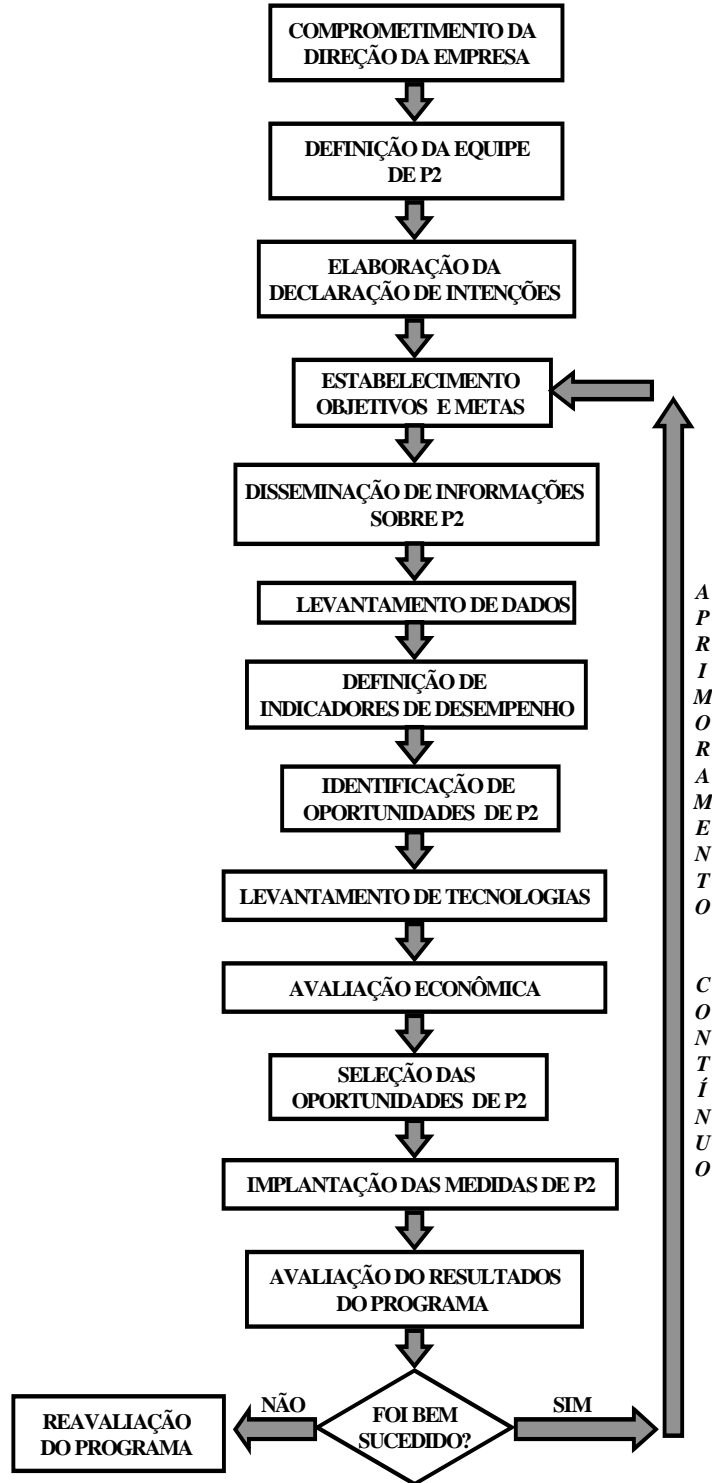 COMPROMETIMENTO DA
DIREÇÃO DA EMPRESA
DEFINIÇÃO DA EQUIPE
DE P2
ELABORAÇÃO DA
DECLARAÇÃO DE INTENÇÕES
ESTABELECIMENTO
OBJETIVOS E METAS
DISSEMINAÇÃO DE INFORMAÇÕES
SOBRE P2
LEVANTAMENTO DE DADOS
DEFINIÇÃO DE
INDICADORES DE DESEMPENHO
IDENTIFICAÇÃO DE
OPORTUNIDADES DE P2
LEVANTAMENTO DE TECNOLOGIAS
AVALIAÇÃO ECONÔMICA
SELEÇÃO DAS
OPORTUNIDADES DE P2
IMPLANTAÇÃO DAS MEDIDAS DE P2
AVALIAÇÃO DO RESULTADOS
DO PROGRAMA
FOI BEM
SUCEDIDO?
NÃO
REAVALIAÇÃO
DO PROGRAMA
SIM
APRIMORAMENTO CONTÍNUO